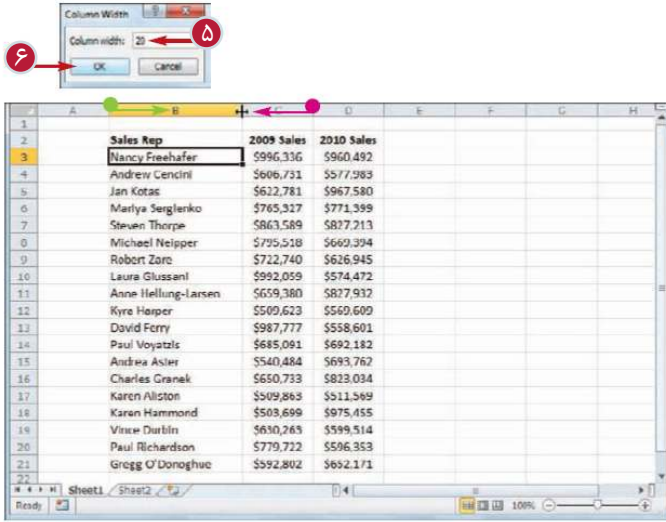 Column Width
Column width: 20
۵
۶
OK Cancel
A B C D E F G H
1
2 Sales Rep 2009 Sales 2010 Sales
3 Nancy Freehafer $996,336 $960,492
4 Andrew Cencini $606,731 $577,983
5 Jan Kotas $622,781 $967,580
6 Mariya Sergienko $765,327 $771,399
7 Steven Thorpe $863,589 $827,213
8 Michael Neipper $795,518 $669,394
9 Robert Zare $722,740 $626,945
10 Laura Giussani $992,059 $574,472
11 Anne Hellung-Larsen $659,380 $827,932
12 Kyra Harper $509,623 $569,609
13 David Ferry $987,777 $558,601
14 Paul Voyatzis $685,091 $692,182
15 Andrea Aster $540,484 $693,762
16 Charles Granek $650,733 $823,034
17 Karen Aliston $509,863 $511,569
18 Karen Hammond $503,699 $975,455
19 Vince Durbin $630,263 $599,514
20 Paul Richardson $779,722 $596,353
21 Gregg O'Donoghue $592,802 $652,171
22
Sheet1 Sheet2
Ready 100%